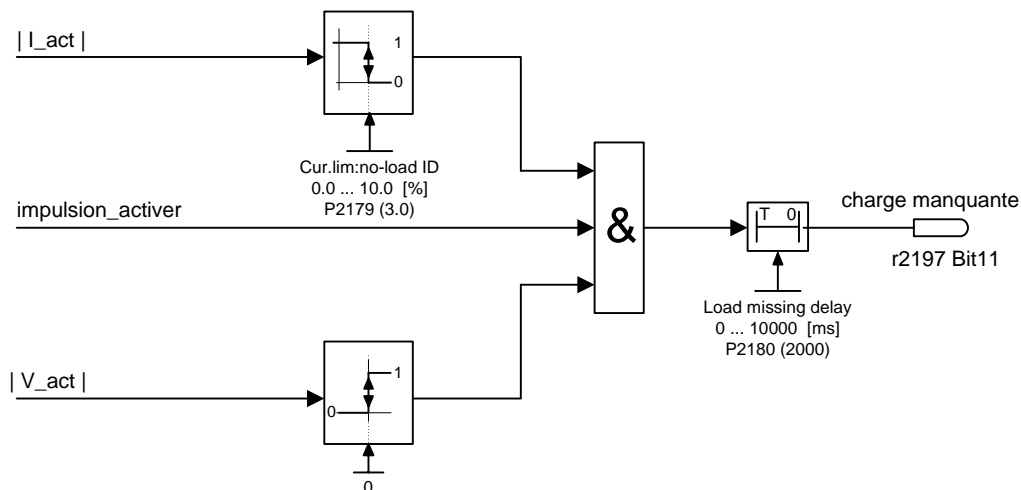 | I_act |
1
0
Cur.lim:no-load ID
0.0 ... 10.0 [%]
P2179 (3.0)
impulsion_activer
&
T 0
charge manquante
r2197 Bit11
Load missing delay
0 ... 10000 [ms]
P2180 (2000)
| V_act |
1
0
0